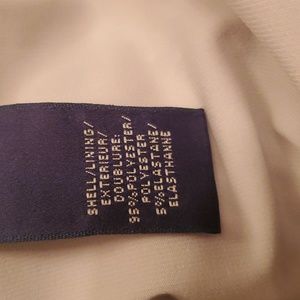 SHELL/LINING/
EXTERIEUR/
DOUBLURE:
95%POLYESTER/
POLYESTER
5%ELASTANE/
ELASTHANNE